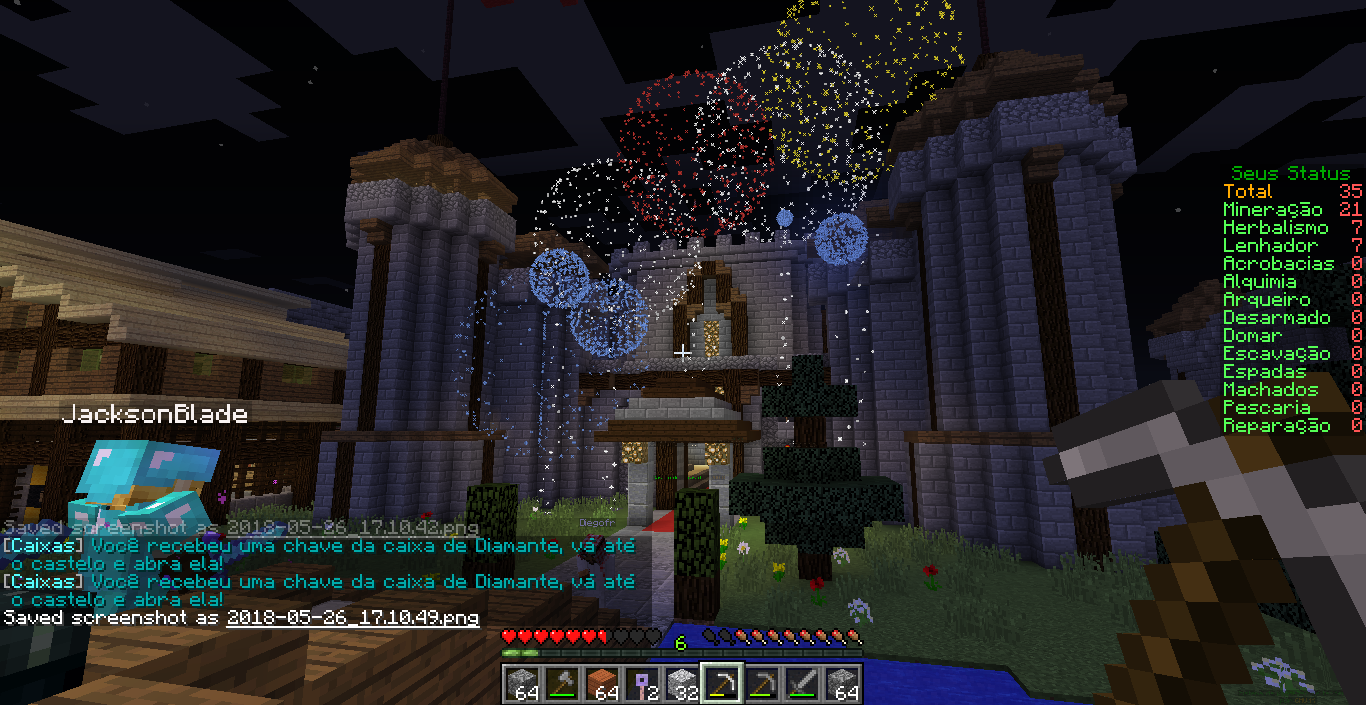 Seus Status
Total 35
Mineração 21
Herbalismo 7
Lenhador 7
Acrobacias 0
Alquimia 0
Arqueiro 0
Desarmado 0
Domar 0
Escavação 0
Espadas 0
Machados 0
Pescaria 0
Reparação 0
JacksonBlade
Degofr
Saved screenshot as 2018-05-26_17.10.42.png
[Caixas] Você recebeu uma chave da caixa de Diamante, vá até
o castelo e abra ela!
[Caixas] Você recebeu uma chave da caixa de Diamante, vá até
o castelo e abra ela!
Saved screenshot as 2018-05-26_17.10.49.png
6
64 64 2 32 64